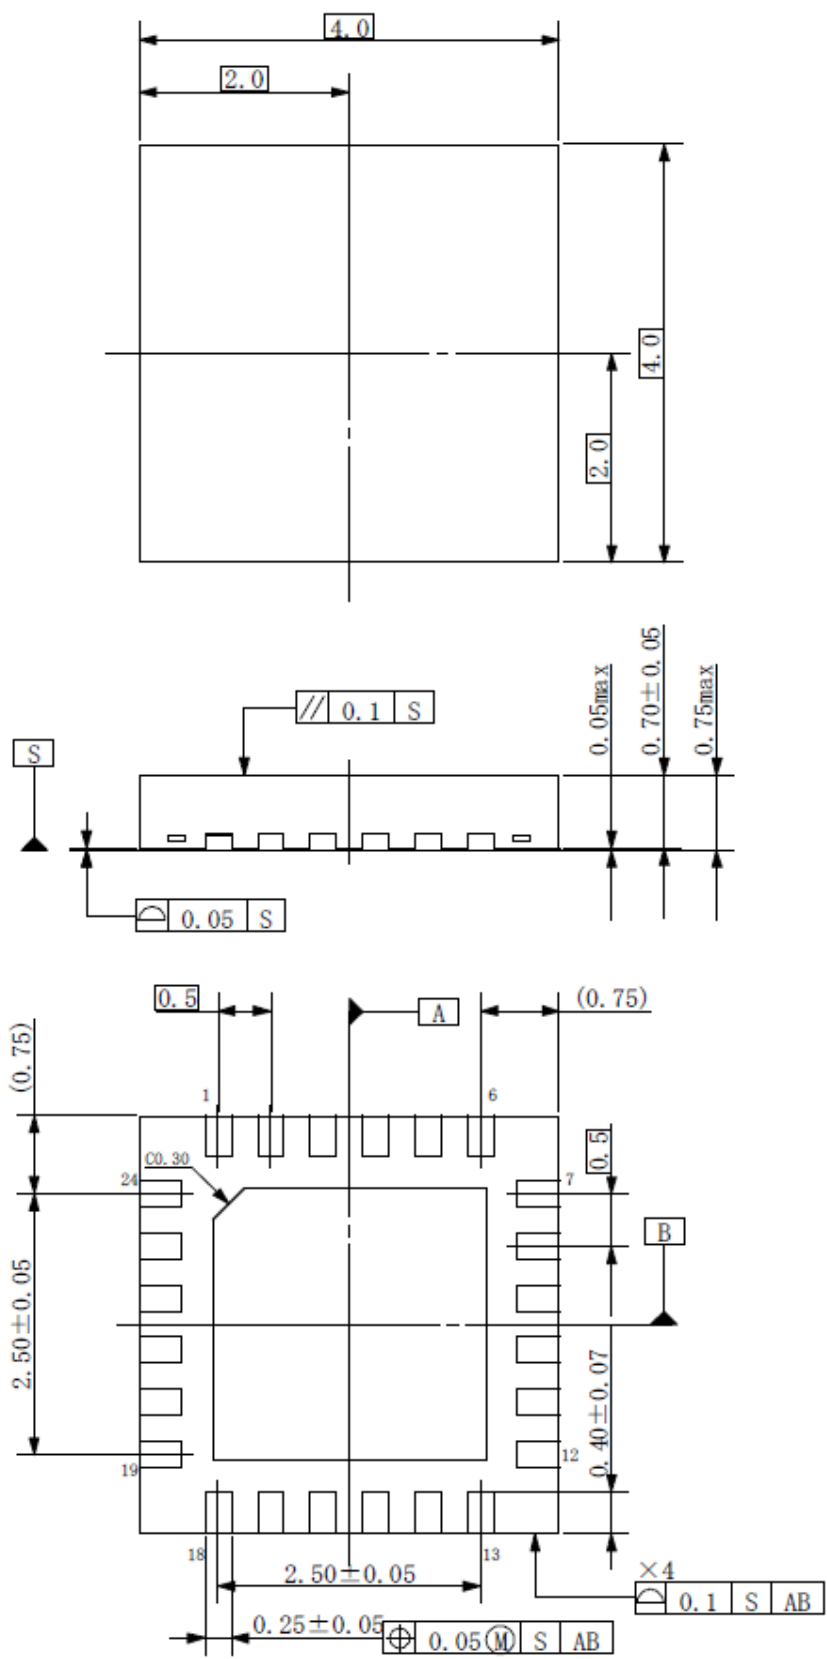 4.0
2.0
4.0
2.0
0.05max
0.70±0.05
0.75max
// 0.1 S
S
⌓ 0.05 S
0.5
A
(0.75)
(0.75)
1
6
C0.30
24
7
0.5
B
2.50±0.05
0.40±0.07
19
12
18
13
2.50±0.05
×4
⌓ 0.1 S AB
0.25±0.05
⌖ 0.05 Ⓜ S AB